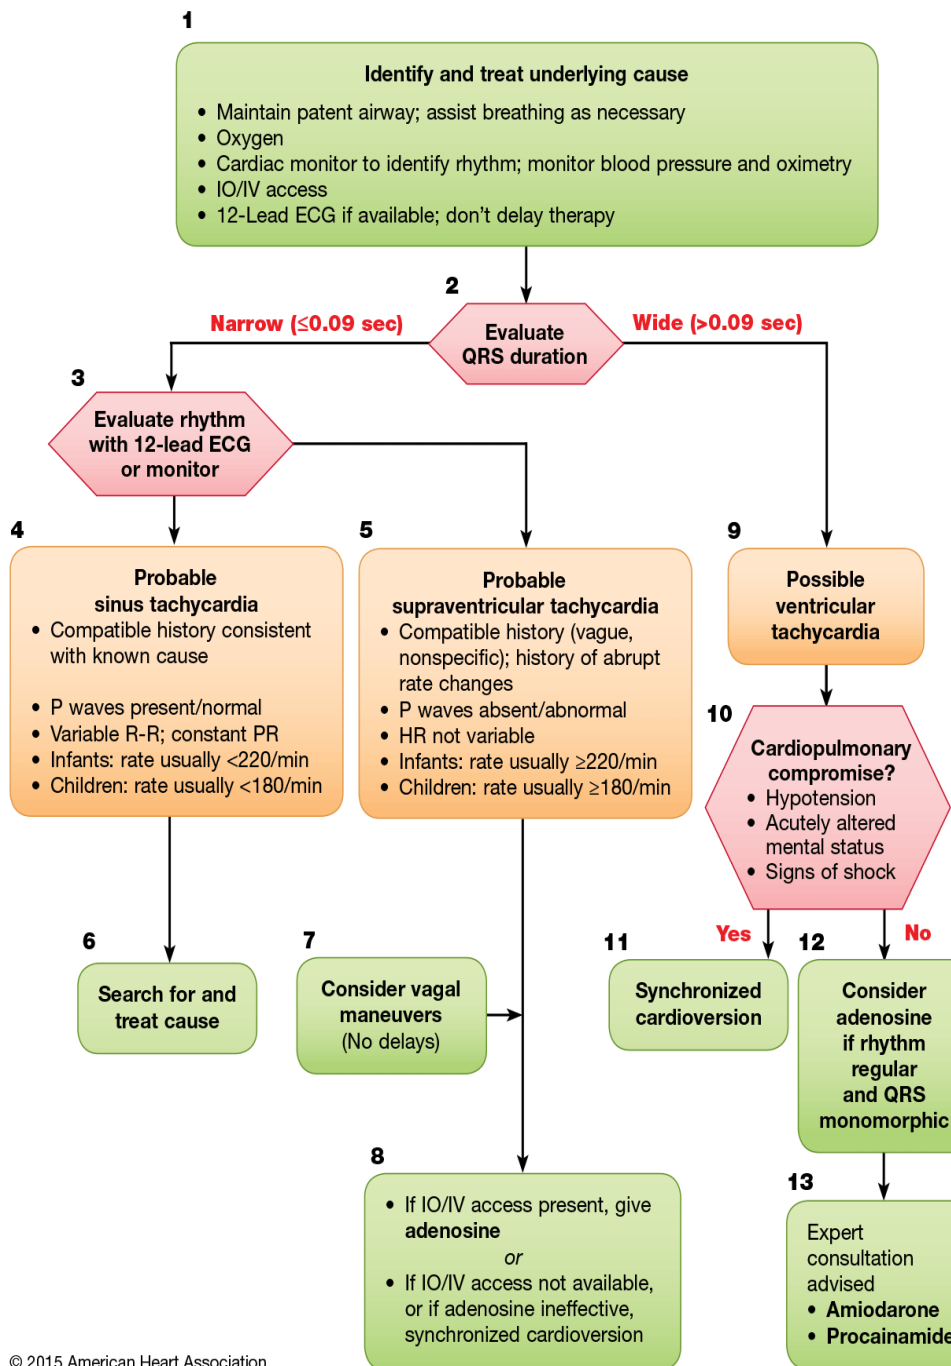 1
Identify and treat underlying cause
• Maintain patent airway; assist breathing as necessary
• Oxygen
• Cardiac monitor to identify rhythm; monitor blood pressure and oximetry
• IO/IV access
• 12-Lead ECG if available; don’t delay therapy
2
Narrow (≤0.09 sec)
Evaluate
QRS duration
Wide (>0.09 sec)
3
Evaluate rhythm
with 12-lead ECG
or monitor
4
Probable
sinus tachycardia
• Compatible history consistent
with known cause
• P waves present/normal
• Variable R-R; constant PR
• Infants: rate usually <220/min
• Children: rate usually <180/min
5
Probable
supraventricular tachycardia
• Compatible history (vague,
nonspecific); history of abrupt
rate changes
• P waves absent/abnormal
• HR not variable
• Infants: rate usually ≥220/min
• Children: rate usually ≥180/min
9
Possible
ventricular
tachycardia
10
Cardiopulmonary
compromise?
• Hypotension
• Acutely altered
mental status
• Signs of shock
Yes
No
6
Search for and
treat cause
7
Consider vagal
maneuvers
(No delays)
11
Synchronized
cardioversion
12
Consider
adenosine
if rhythm
regular
and QRS
monomorphic
8
• If IO/IV access present, give
adenosine
or
• If IO/IV access not available,
or if adenosine ineffective,
synchronized cardioversion
13
Expert
consultation
advised
• Amiodarone
• Procainamide
© 2015 American Heart Association